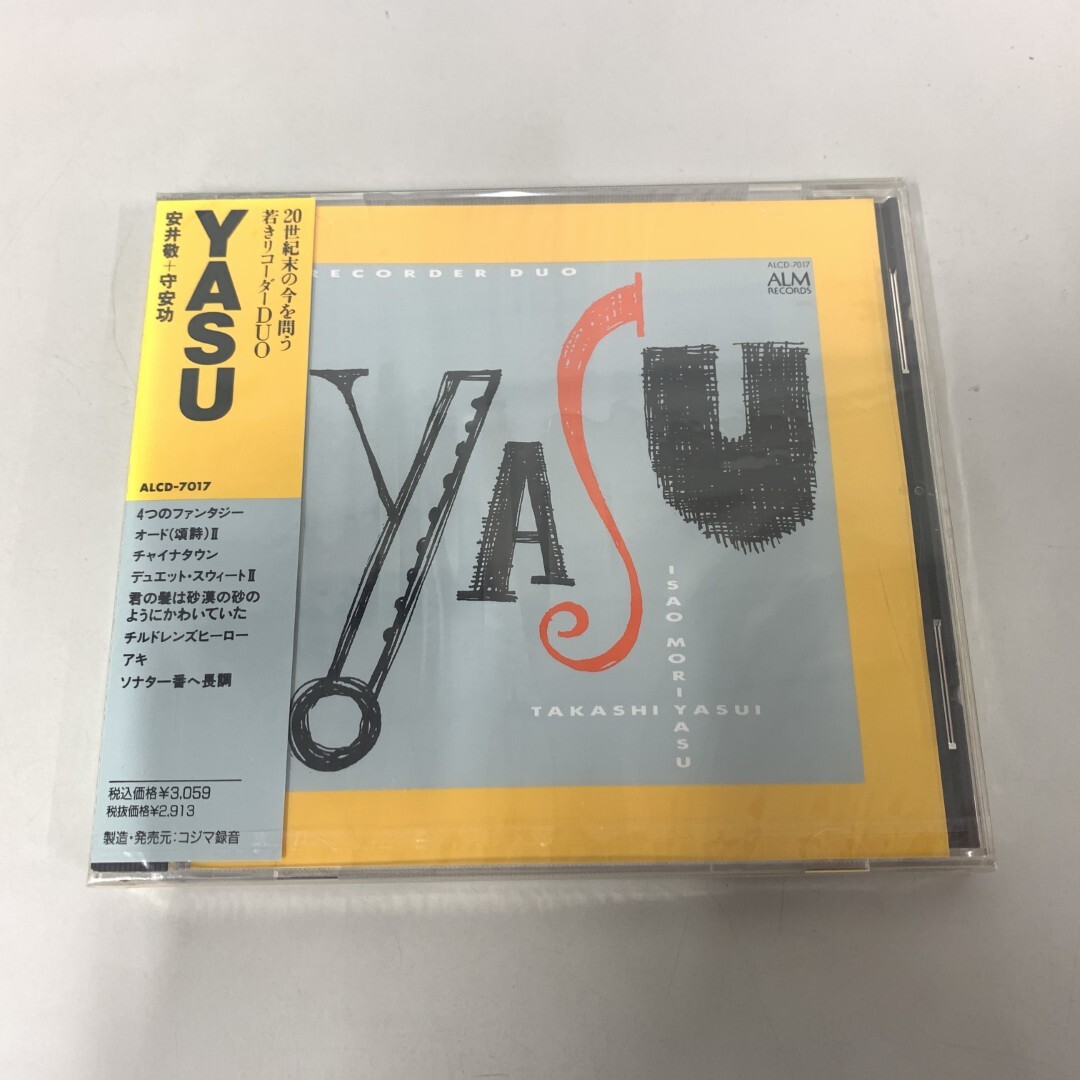 20世紀末の今を問う
若きリコーダーDUO
YASU
安井敬+守安功
ALCD-7017
4つのファンタジー
オード(頌詩)Ⅱ
チャイナタウン
デュエット・スウィートⅡ
君の髪は砂漠の砂の
ようにかわいていた
チルドレンズヒーロー
アキ
ソナタ一番ヘ長調
税込価格¥3,059
税抜価格¥2,913
製造・発売元:コジマ録音
RECORDER DUO
ALCD-7017
ALM
RECORDS
YASU
ISAO MORIYASU
TAKASHI YASUI